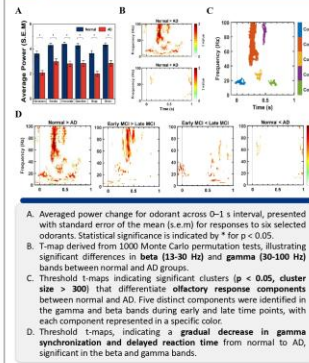 A
B
C
Normal
AD
Normal > AD
Average Power (S.E.M)
Frequency (Hz)
Time (s)
D
Normal > AD
Early MCI > Late MCI
Early MCI < Late MCI
Normal < AD
Frequency (Hz)
A. Averaged power change for odorant across 0–1 s interval, presented
with standard error of the mean (s.e.m) for responses to six selected
odorants. Statistical significance is indicated by * for p < 0.05.
B. T-map derived from 1000 Monte Carlo permutation tests, illustrating
significant differences in beta (13-30 Hz) and gamma (30-100 Hz)
bands between normal and AD groups.
C. Threshold t-maps indicating significant clusters (p < 0.05, cluster
size > 300) that differentiate olfactory response components
between normal and AD. Five distinct components were identified in
the gamma and beta bands during early and late time points, with
each component represented in a specific color.
D. Threshold t-maps, indicating a gradual decrease in gamma
synchronization and delayed reaction time from normal to AD,
significant in the beta and gamma bands.